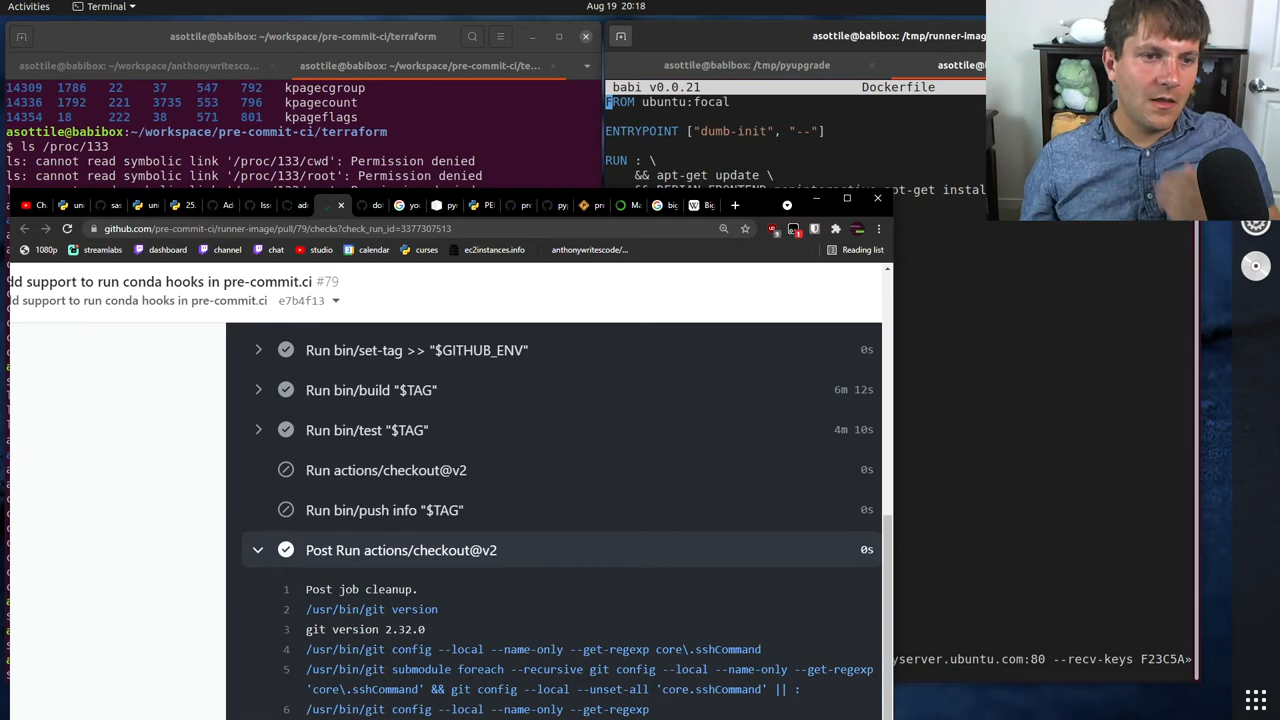 Activities
Terminal
Aug 19 20:18
asottile@babibox: ~/workspace/pre-commit-ci/terraform
asottile@babibox: /tmp/runner-imag
asottile@babibox: ~/workspace/anthonywritesco...
asottile@babibox: ~/workspace/pre-commit-ci/te...
asottile@babibox: /tmp/pyupgrade
asottile@b
14309 1786 22 37 547 792 kpagecgroup
14336 1792 221 3735 553 8 kpagecount
14354 18 222 38 571 801 kpageflags
asottile@babibox:~/workspace/pre-commit-ci/terraform
$ ls /proc/133
ls: cannot read symbolic link '/proc/133/cwd': Permission denied
ls: cannot read symbolic link '/proc/133/root': Permission denied
babi v0.0.21 Dockerfile
FROM ubuntu:focal
ENTRYPOINT ["dumb-init", "--"]
RUN : \
&& apt-get update \
github.com/pre-commit-ci/runner-image/pull/79/checks?check_run_id=3377307513
1080p streamlabs dashboard channel chat studio calendar curses ec2instances.info anthonywritescode/... Reading list
dd support to run conda hooks in pre-commit.ci #79
d support to run conda hooks in pre-commit.ci e7b4f13
Run bin/set-tag >> "$GITHUB_ENV" 0s
Run bin/build "$TAG" 6m 12s
Run bin/test "$TAG" 4m 10s
Run actions/checkout@v2 0s
Run bin/push info "$TAG" 0s
Post Run actions/checkout@v2 0s
1 Post job cleanup.
2 /usr/bin/git version
3 git version 2.32.0
4 /usr/bin/git config --local --name-only --get-regexp core\.sshCommand
5 /usr/bin/git submodule foreach --recursive git config --local --name-only --get-regexp
'core\.sshCommand' && git config --local --unset-all 'core.sshCommand' || :
6 /usr/bin/git config --local --name-only --get-regexp
yserver.ubuntu.com:80 --recv-keys F23C5A»